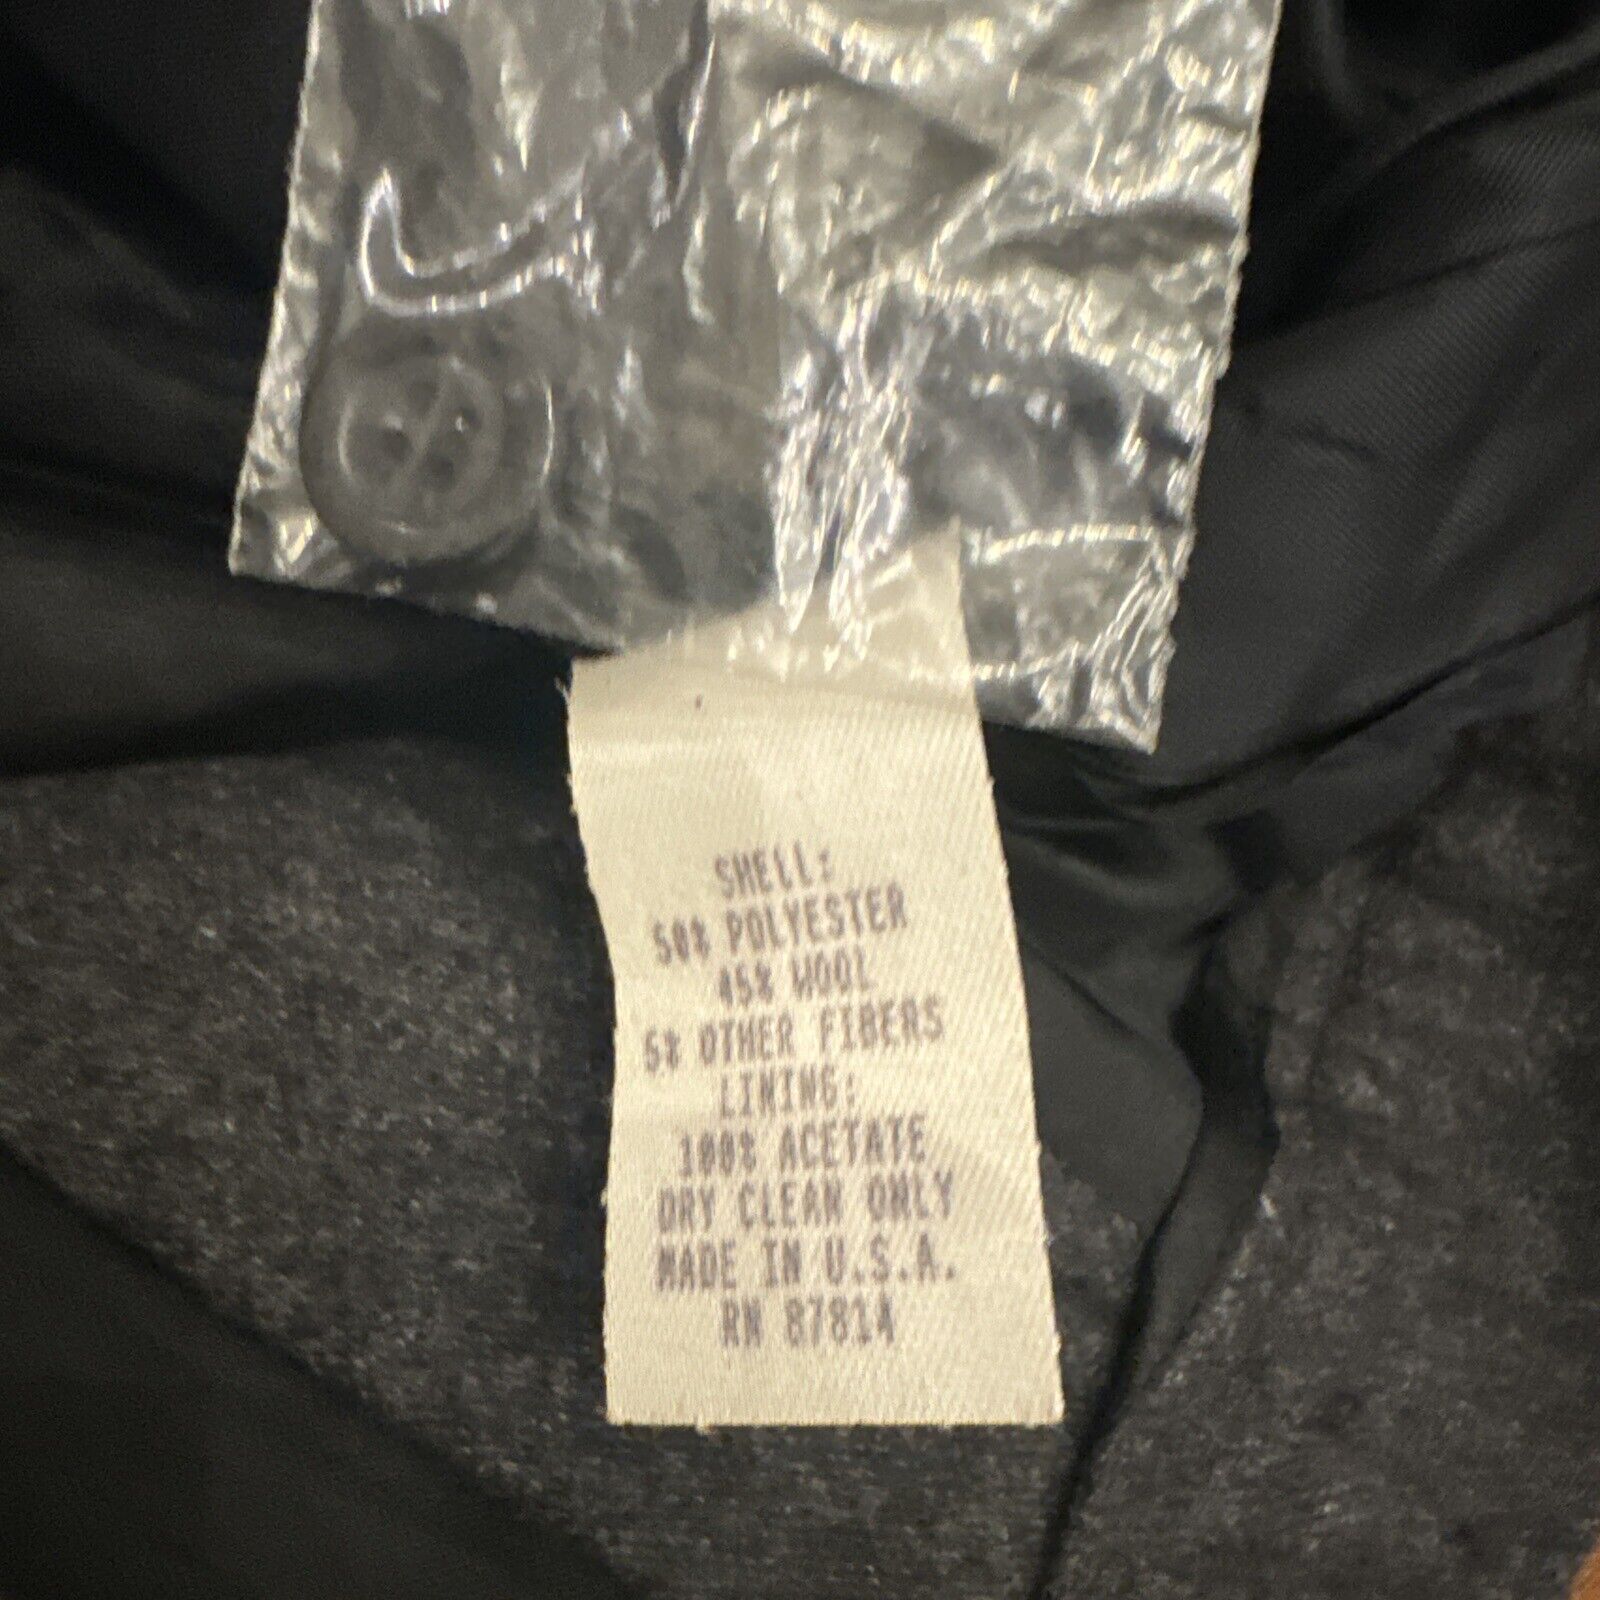 SHELL:
50% POLYESTER
45% WOOL
5% OTHER FIBERS
LINING:
100% ACETATE
DRY CLEAN ONLY
MADE IN U.S.A.
RN 87814